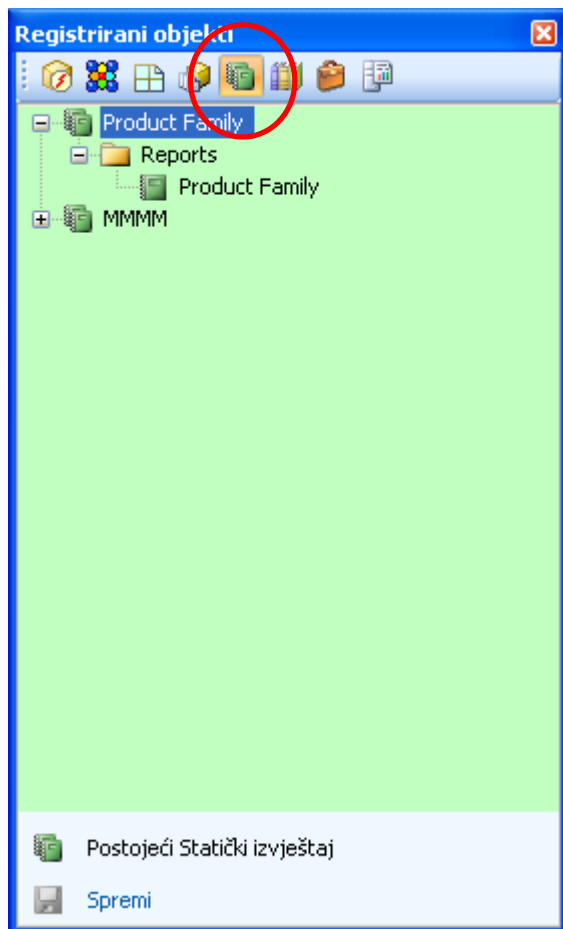 Registrirani objekti
Product Family
Reports
Product Family
MMMM
Postojeći Statički izvještaj
Spremi